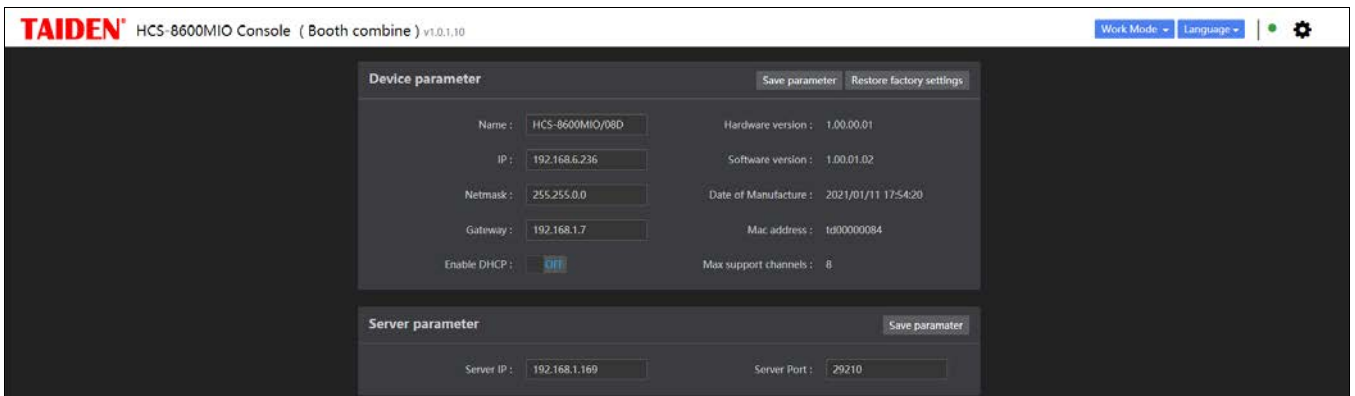 TAIDEN® HCS-8600MIO Console ( Booth combine ) v1.0.1.10 Work Mode Language
Device parameter Save parameter Restore factory settings
Name : HCS-8600MIO/08D Hardware version : 1.00.00.01
IP : 192.168.6.236 Software version : 1.00.01.02
Netmask : 255.255.0.0 Date of Manufacture : 2021/01/11 17:54:20
Gateway : 192.168.1.7 Mac address : td00000084
Enable DHCP : OFF Max support channels : 8
Server parameter Save paramater
Server IP : 192.168.1.169 Server Port : 29210